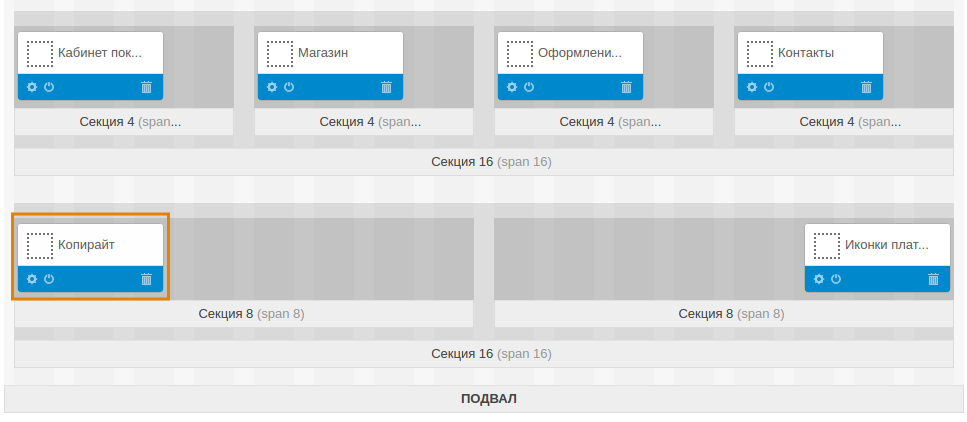 Кабинет пок... Магазин Оформлени... Контакты
Секция 4 (span... Секция 4 (span... Секция 4 (span... Секция 4 (span...
Секция 16 (span 16)
Копирайт Иконки плат...
Секция 8 (span 8) Секция 8 (span 8)
Секция 16 (span 16)
ПОДВАЛ